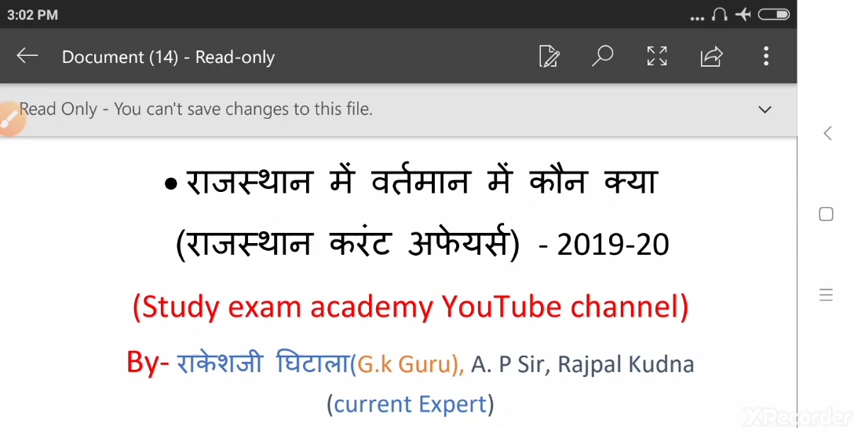 3:02 PM
Document (14) - Read-only
Read Only - You can't save changes to this file.
• राजस्थान में वर्तमान में कौन क्या
(राजस्थान करंट अफेयर्स) - 2019-20
(Study exam academy YouTube channel)
By- राकेशजी घिटाला(G.k Guru), A. P Sir, Rajpal Kudna
(current Expert)
XRecorder